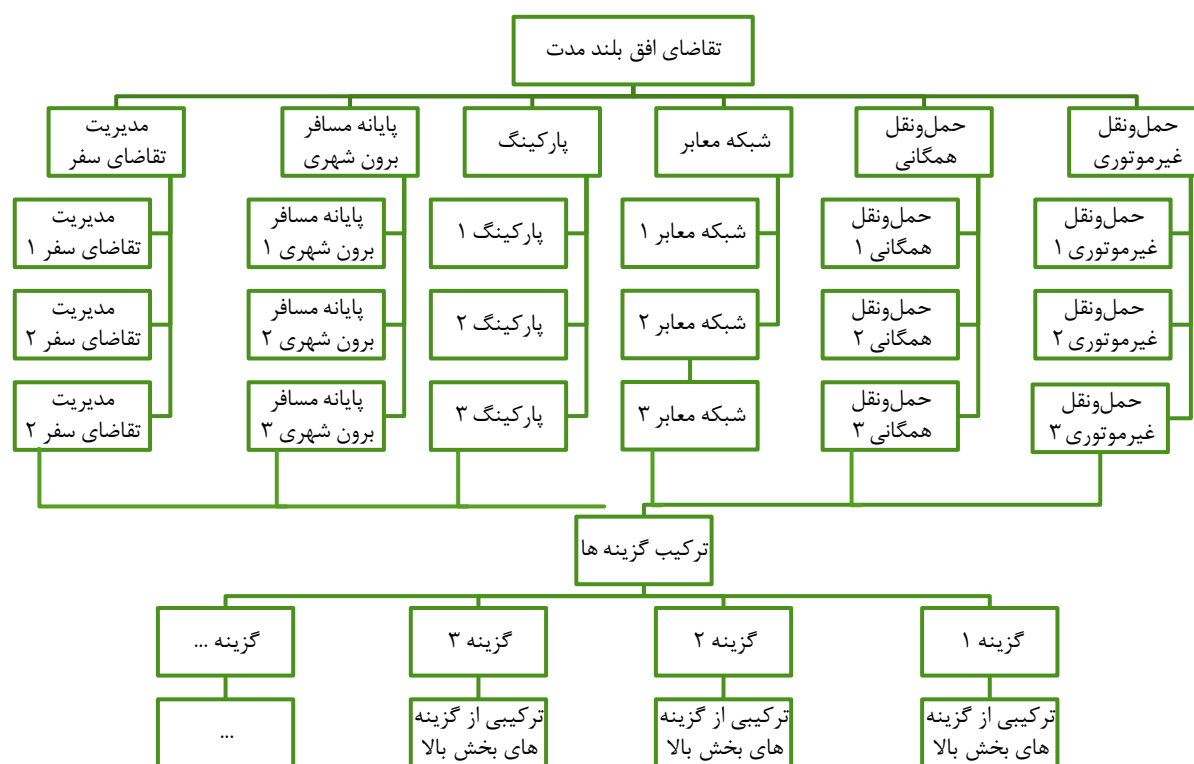 تقاضای افق بلند مدت
حمل‌ونقل
غیرموتوری
حمل‌ونقل
همگانی
شبکه معابر
پارکینگ
پایانه مسافر
برون شهری
مدیریت
تقاضای سفر
حمل‌ونقل
غیرموتوری ۱
حمل‌ونقل
همگانی ۱
شبکه معابر ۱
پارکینگ ۱
پایانه مسافر
برون شهری ۱
مدیریت
تقاضای سفر ۱
حمل‌ونقل
غیرموتوری ۲
حمل‌ونقل
همگانی ۲
شبکه معابر ۲
پارکینگ ۲
پایانه مسافر
برون شهری ۲
مدیریت
تقاضای سفر ۲
حمل‌ونقل
غیرموتوری ۳
حمل‌ونقل
همگانی ۳
شبکه معابر ۳
پارکینگ ۳
پایانه مسافر
برون شهری ۳
مدیریت
تقاضای سفر ۲
ترکیب گزینه ها
گزینه ۱
گزینه ۲
گزینه ۳
گزینه ...
ترکیبی از گزینه
های بخش بالا
ترکیبی از گزینه
های بخش بالا
ترکیبی از گزینه
های بخش بالا
...